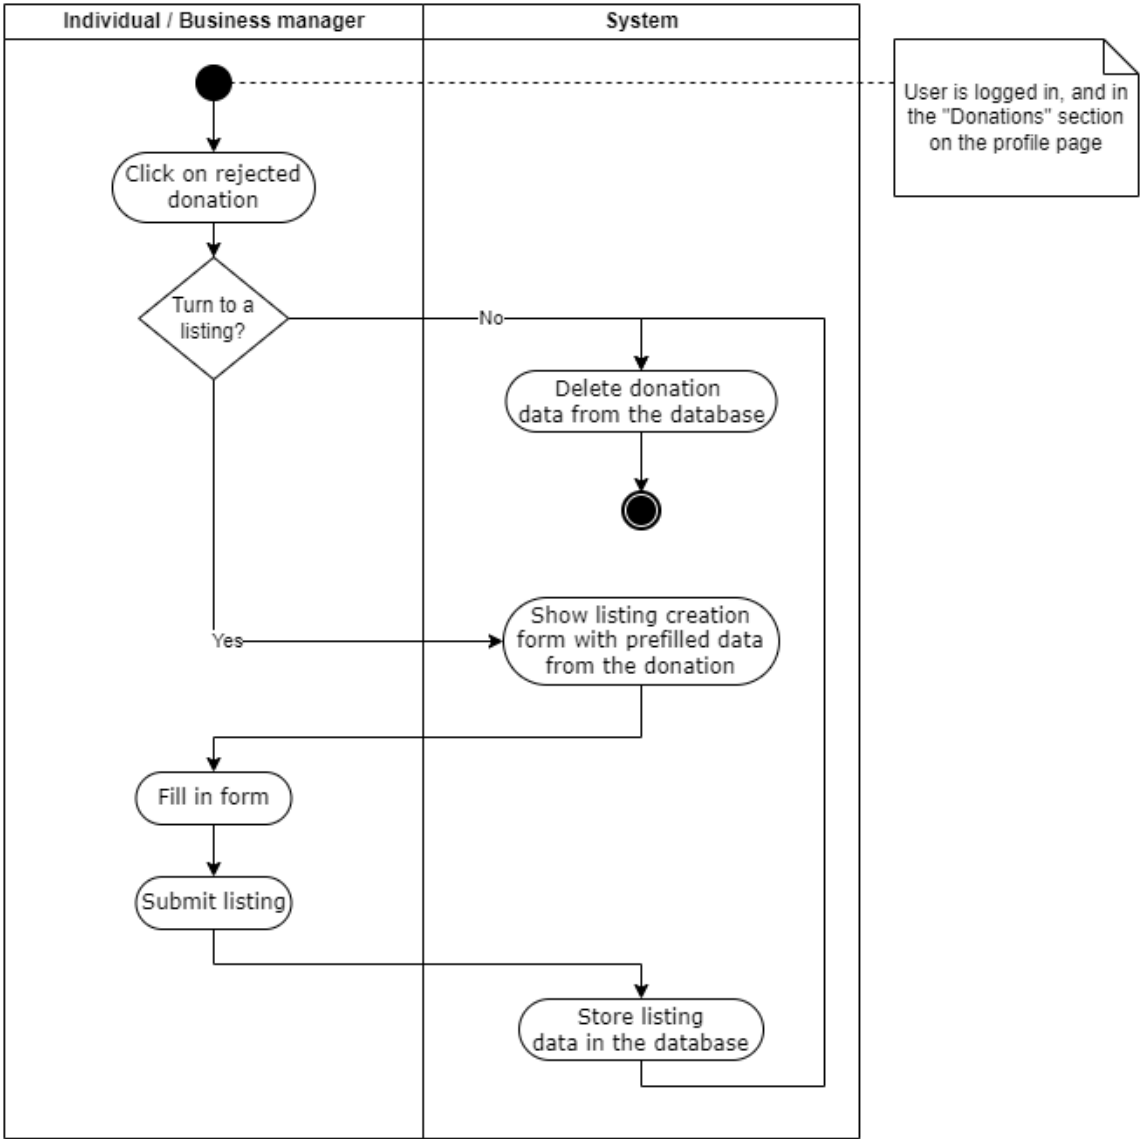 Individual / Business manager
System
User is logged in, and in
the "Donations" section
on the profile page
Click on rejected
donation
Turn to a
listing?
No
Delete donation
data from the database
Show listing creation
form with prefilled data
from the donation
Yes
Fill in form
Submit listing
Store listing
data in the database